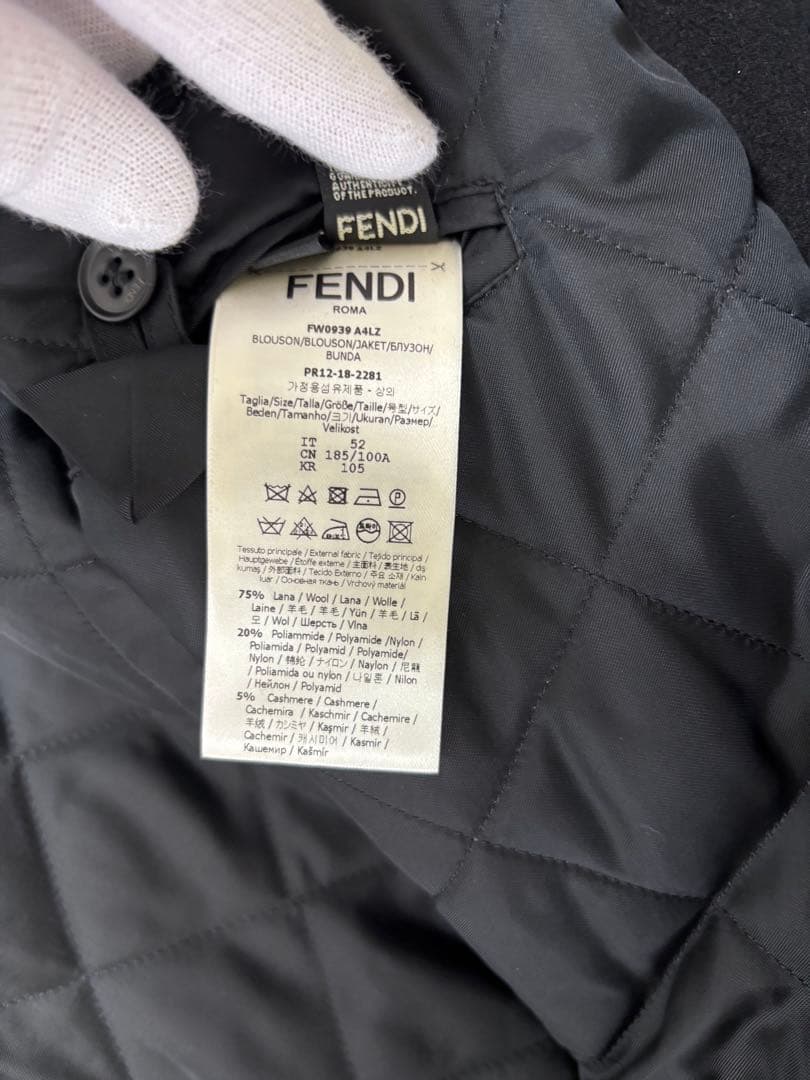 AUTHENTICITY
OF THE PRODUCT.
FENDI
FENDI
ROMA
FW0939 A4LZ
BLOUSON/BLOUSON/JAKET/БЛУЗОН/
BUNDA
PR12-18-2281
가정용섬유제품 - 상의
Taglia/Size/Talla/Größe/Taille/号型/サイズ/
Beden/Tamanho/크기/Ukuran/Размер/
Velikost
IT 52
CN 185/100A
KR 105
Tessuto principale / External fabric / Tejido principal /
Hauptgewebe / Étoffe externe / 主面料 / 表生地 / dış
kumaş / 外部面料 / Tecido Externo / 주요 소재 / Kain
luar / Основная ткань / Vrchový materiál
75% Lana / Wool / Lana / Wolle /
Laine / 羊毛 / 羊毛 / Yün / 羊毛 / Lã /
모 / Wol / Шерсть / Vlna
20% Poliammide / Polyamide /Nylon /
Poliamida / Polyamid / Polyamide/
Nylon / 锦纶 / ナイロン / Naylon / 尼龍
/ Poliamida ou nylon / 나일론 / Nilon
/ Нейлон / Polyamid
5% Cashmere / Cashmere /
Cachemira / Kaschmir / Cachemire /
羊绒 / カシミヤ / Kaşmir / 羊絨 /
Cachemir / 캐시미어 / Kasmir /
Кашемир / Kašmír